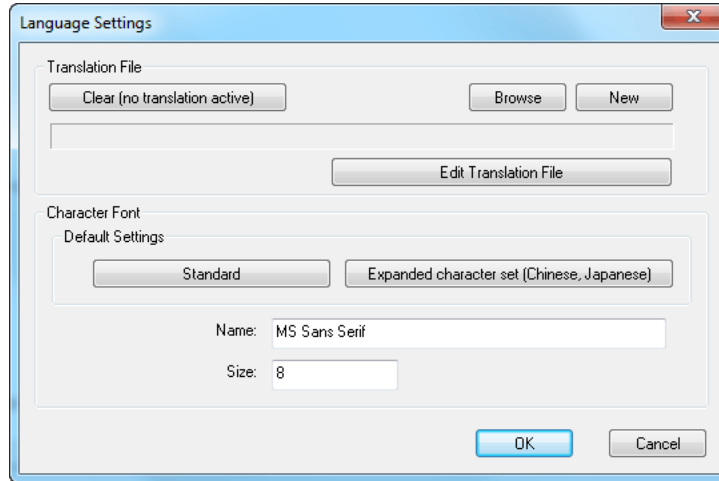 Language Settings
Translation File
Clear (no translation active)
Browse
New
Edit Translation File
Character Font
Default Settings
Standard
Expanded character set (Chinese, Japanese)
Name: MS Sans Serif
Size: 8
OK
Cancel